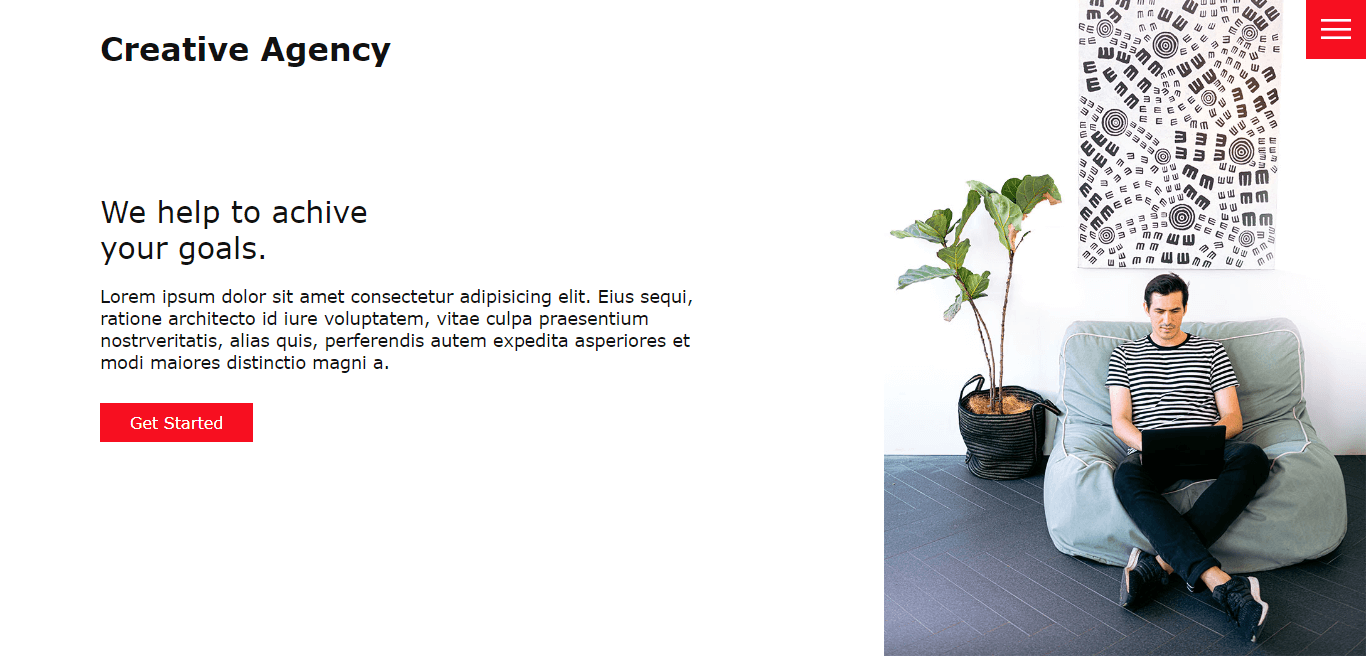 Creative Agency
We help to achive
your goals.
Lorem ipsum dolor sit amet consectetur adipisicing elit. Eius sequi,
ratione architecto id iure voluptatem, vitae culpa praesentium
nostrveritatis, alias quis, perferendis autem expedita asperiores et
modi maiores distinctio magni a.
Get Started